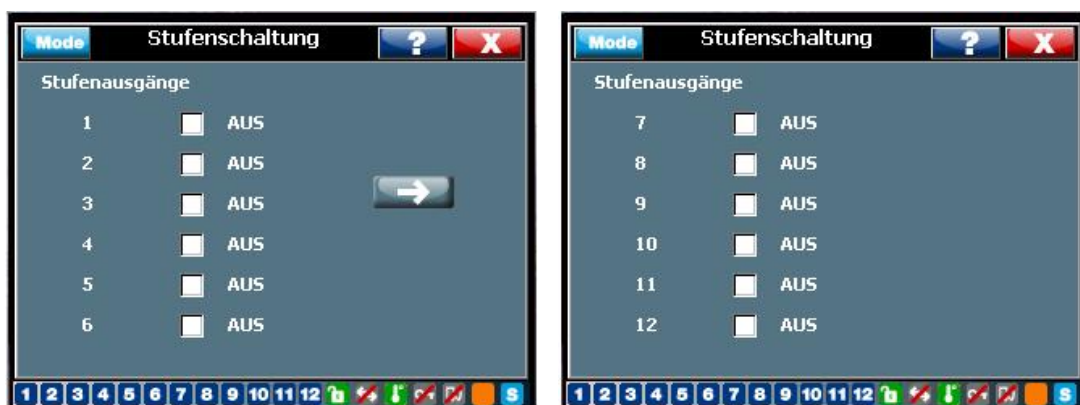 Mode Stufenschaltung ? X
Stufenausgänge
1 AUS
2 AUS
3 AUS
4 AUS
5 AUS
6 AUS
1 2 3 4 5 6 7 8 9 10 11 12 S
Mode Stufenschaltung ? X
Stufenausgänge
7 AUS
8 AUS
9 AUS
10 AUS
11 AUS
12 AUS
1 2 3 4 5 6 7 8 9 10 11 12 S